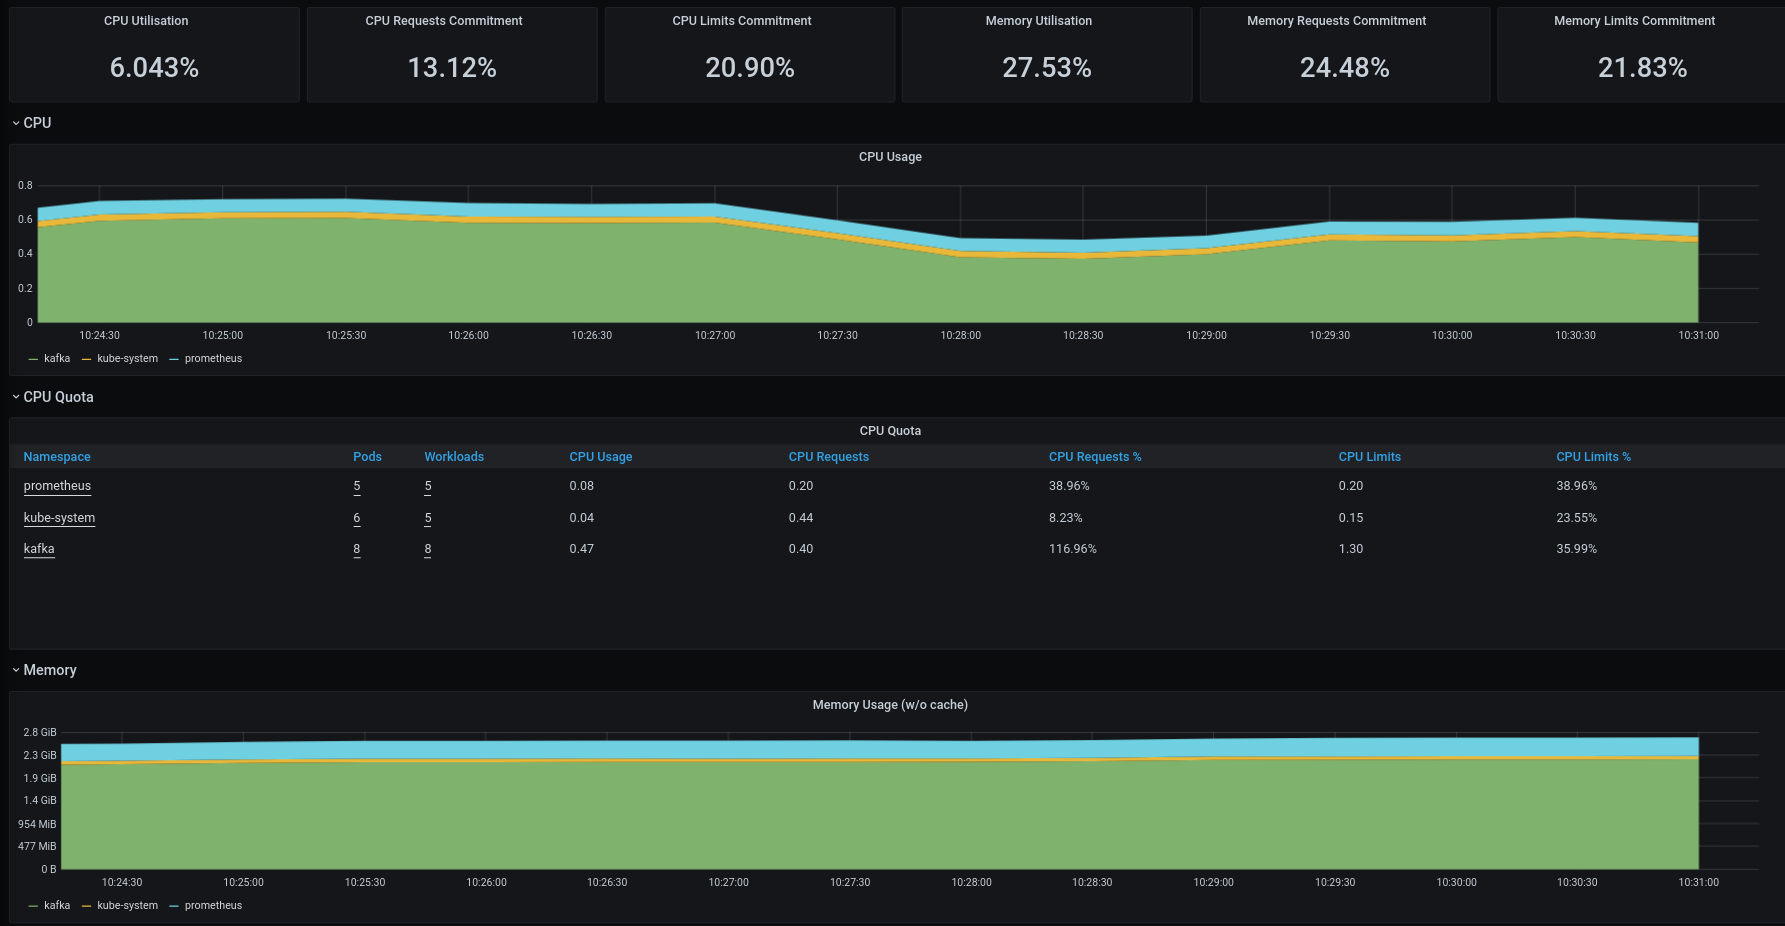 CPU Utilisation CPU Requests Commitment CPU Limits Commitment Memory Utilisation Memory Requests Commitment Memory Limits Commitment
6.043% 13.12% 20.90% 27.53% 24.48% 21.83%
CPU
CPU Usage
0.8
0.6
0.4
0.2
0
10:24:30 10:25:00 10:25:30 10:26:00 10:26:30 10:27:00 10:27:30 10:28:00 10:28:30 10:29:00 10:29:30 10:30:00 10:30:30 10:31:00
kafka kube-system prometheus
CPU Quota
CPU Quota
Namespace Pods Workloads CPU Usage CPU Requests CPU Requests % CPU Limits CPU Limits %
prometheus 5 5 0.08 0.20 38.96% 0.20 38.96%
kube-system 6 5 0.04 0.44 8.23% 0.15 23.55%
kafka 8 8 0.47 0.40 116.96% 1.30 35.99%
Memory
Memory Usage (w/o cache)
2.8 GiB
2.3 GiB
1.9 GiB
1.4 GiB
954 MiB
477 MiB
0 B
10:24:30 10:25:00 10:25:30 10:26:00 10:26:30 10:27:00 10:27:30 10:28:00 10:28:30 10:29:00 10:29:30 10:30:00 10:30:30 10:31:00
kafka kube-system prometheus